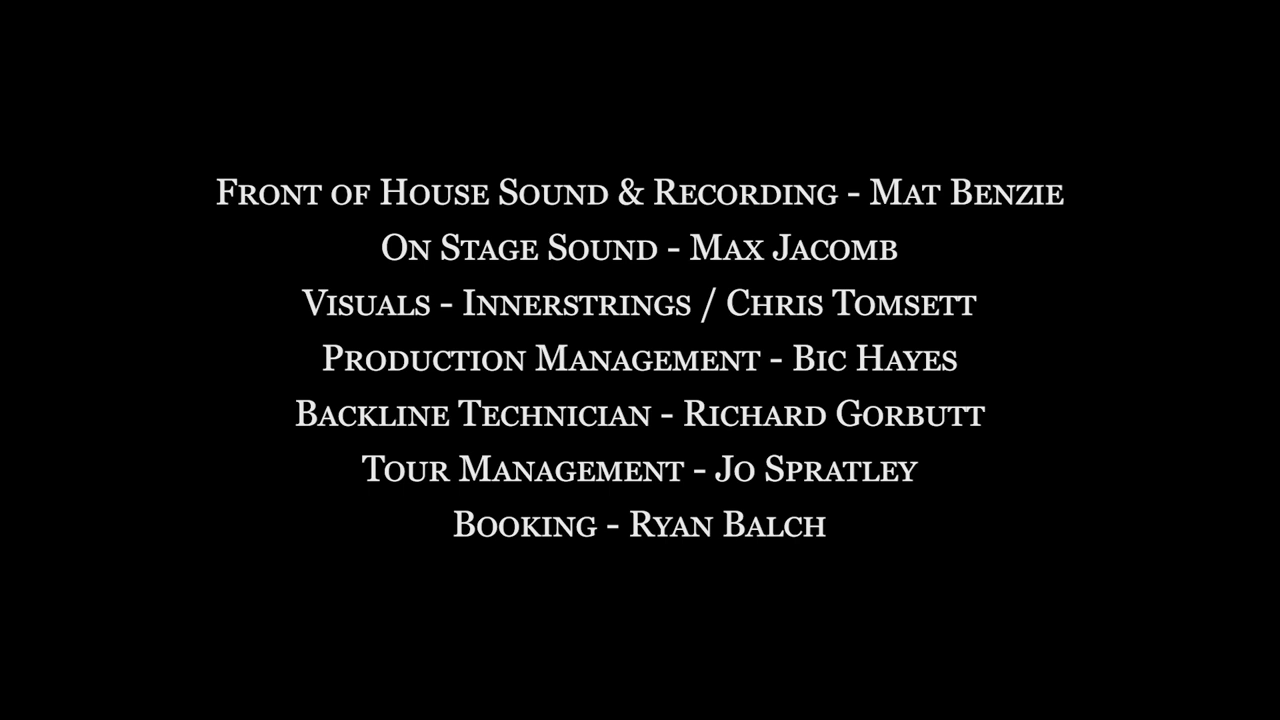 Front of House Sound & Recording - Mat Benzie
On Stage Sound - Max Jacomb
Visuals - Innerstrings / Chris Tomsett
Production Management - Bic Hayes
Backline Technician - Richard Gorbutt
Tour Management - Jo Spratley
Booking - Ryan Balch